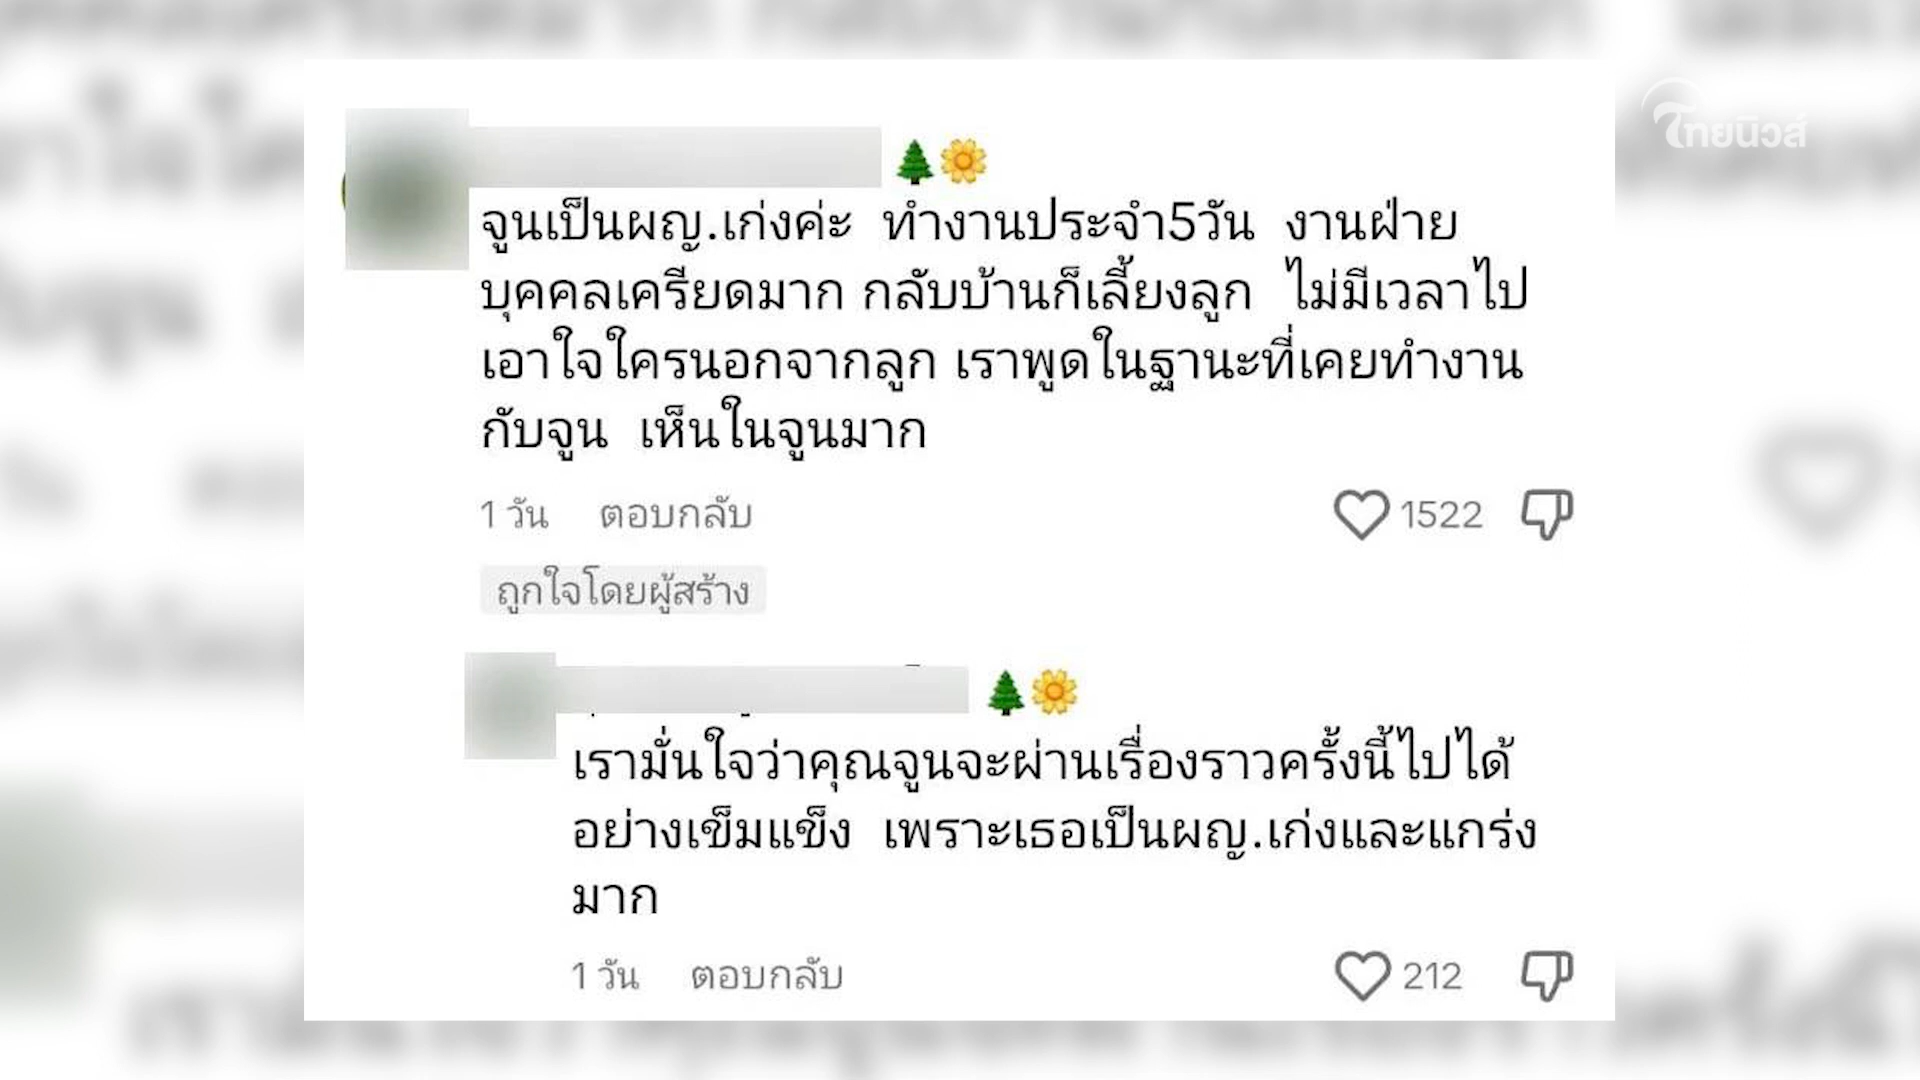 ไทยนิวส์
🌲🌼
จูนเป็นผญ.เก่งค่ะ ทำงานประจำ5วัน งานฝ่าย
บุคคลเครียดมาก กลับบ้านก็เลี้ยงลูก ไม่มีเวลาไป
เอาใจใครนอกจากลูก เราพูดในฐานะที่เคยทำงาน
กับจูน เห็นในจูนมาก
1 วัน ตอบกลับ 1522
ถูกใจโดยผู้สร้าง
🌲🌼
เรามั่นใจว่าคุณจูนจะผ่านเรื่องราวครั้งนี้ไปได้
อย่างเข็มแข็ง เพราะเธอเป็นผญ.เก่งและแกร่ง
มาก
1 วัน ตอบกลับ 212